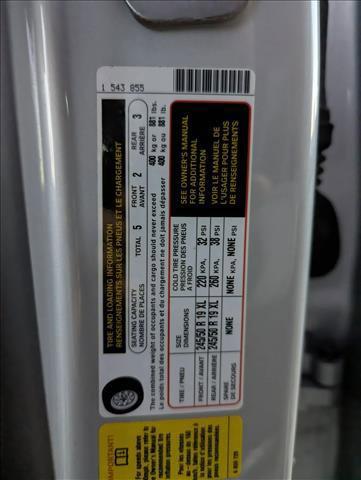 1 543 855
TIRE AND LOADING INFORMATION
RENSEIGNEMENTS SUR LES PNEUS ET LE CHARGEMENT
SEATING CAPACITY
NOMBRE DE PLACES
TOTAL 5
FRONT
AVANT 2
REAR
ARRIÈRE 3
The combined weight of occupants and cargo should never exceed 400 kg or 881 lbs.
Le poids total des occupants et du chargement ne doit jamais dépasser 400 kg ou 881 lb.
TIRE / PNEU
SIZE
DIMENSIONS
COLD TIRE PRESSURE
PRESSION DES PNEUS
A FROID
FRONT / AVANT 245/50 R 19 XL 220 KPA, 32 PSI
REAR / ARRIÈRE 245/50 R 19 XL 260 KPA, 38 PSI
SPARE
DE SECOURS NONE NONE KPA, NONE PSI
SEE OWNER'S MANUAL
FOR ADDITIONAL
INFORMATION
VOIR LE MANUEL DE
L'USAGER POUR PLUS
DE RENSEIGNEMENTS
IMPORTANT!